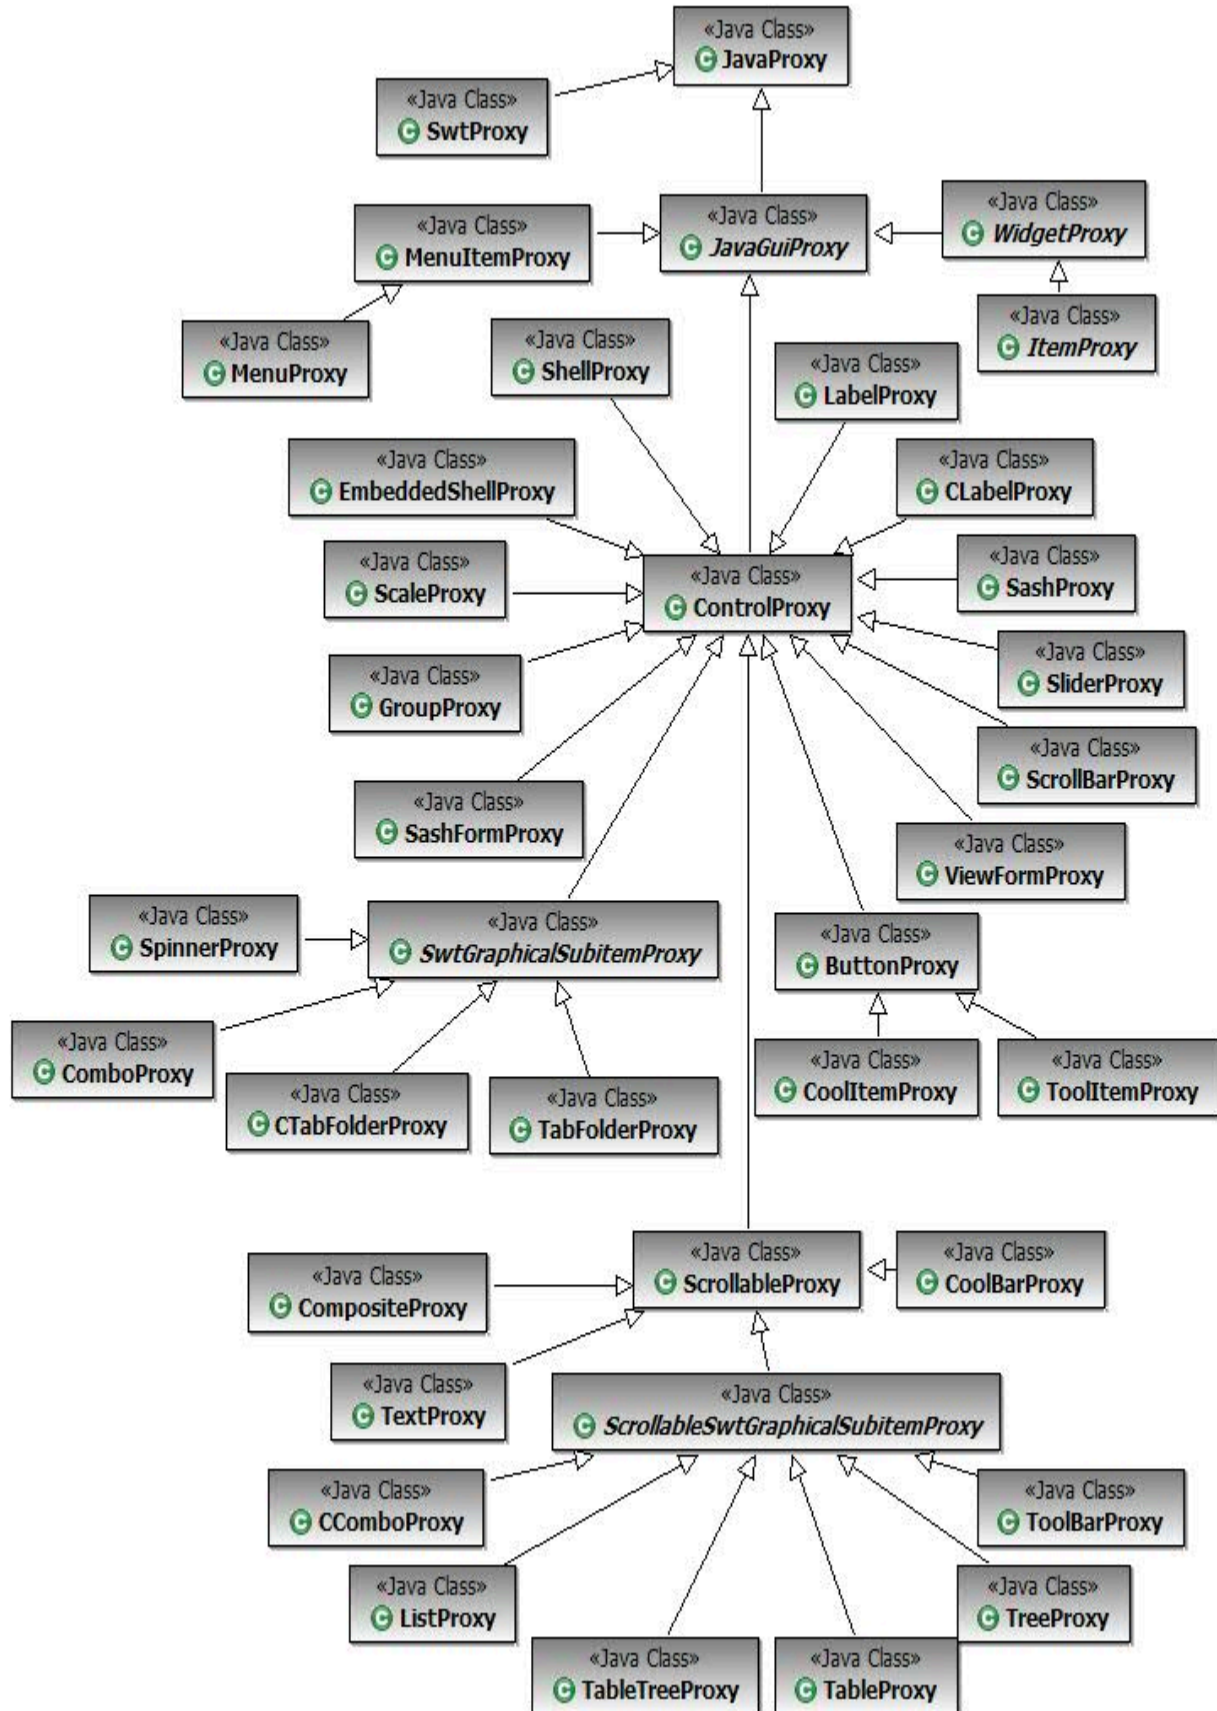 «Java Class»
JavaProxy
«Java Class»
SwtProxy
«Java Class»
WidgetProxy
«Java Class»
JavaGuiProxy
«Java Class»
MenuItemProxy
«Java Class»
ItemProxy
«Java Class»
MenuProxy
«Java Class»
ShellProxy
«Java Class»
LabelProxy
«Java Class»
EmbeddedShellProxy
«Java Class»
CLabelProxy
«Java Class»
ScaleProxy
«Java Class»
ControlProxy
«Java Class»
SashProxy
«Java Class»
GroupProxy
«Java Class»
SliderProxy
«Java Class»
ScrollBarProxy
«Java Class»
SashFormProxy
«Java Class»
ViewFormProxy
«Java Class»
SpinnerProxy
«Java Class»
SwtGraphicalSubitemProxy
«Java Class»
ButtonProxy
«Java Class»
ComboProxy
«Java Class»
CTabFolderProxy
«Java Class»
TabFolderProxy
«Java Class»
CoolItemProxy
«Java Class»
ToolItemProxy
«Java Class»
CompositeProxy
«Java Class»
ScrollableProxy
«Java Class»
CoolBarProxy
«Java Class»
TextProxy
«Java Class»
ScrollableSwtGraphicalSubitemProxy
«Java Class»
CComboProxy
«Java Class»
ToolBarProxy
«Java Class»
ListProxy
«Java Class»
TreeProxy
«Java Class»
TableTreeProxy
«Java Class»
TableProxy